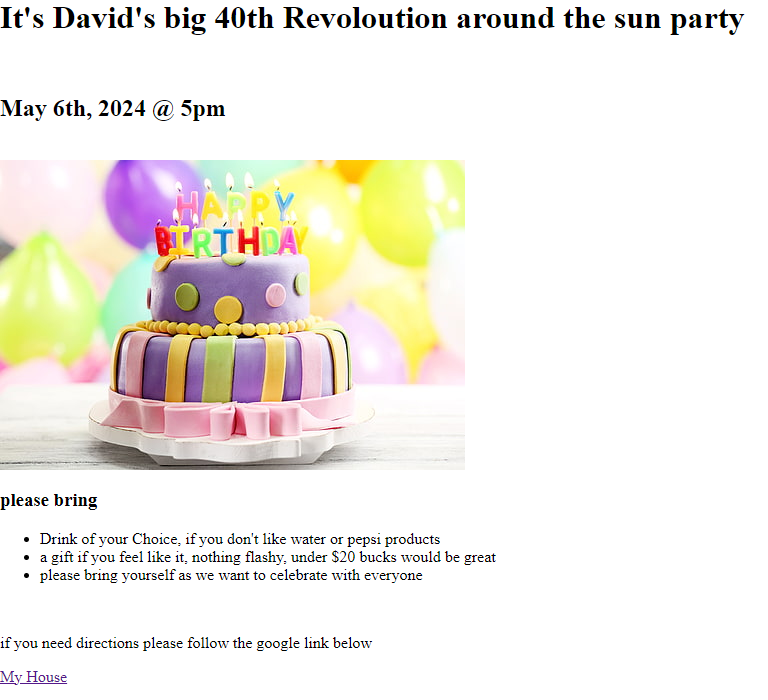 It's David's big 40th Revoloution around the sun party
May 6th, 2024 @ 5pm
HAPPY
BIRTHDAY
please bring
Drink of your Choice, if you don't like water or pepsi products
a gift if you feel like it, nothing flashy, under $20 bucks would be great
please bring yourself as we want to celebrate with everyone
if you need directions please follow the google link below
My House